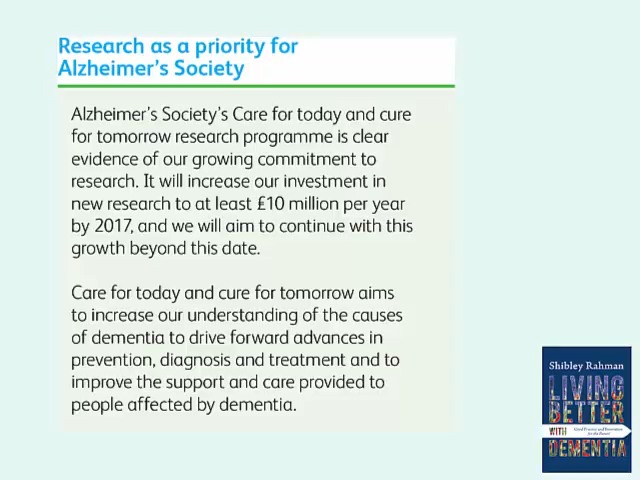 Research as a priority for
Alzheimer's Society
Alzheimer's Society's Care for today and cure
for tomorrow research programme is clear
evidence of our growing commitment to
research. It will increase our investment in
new research to at least £10 million per year
by 2017, and we will aim to continue with this
growth beyond this date.
Care for today and cure for tomorrow aims
to increase our understanding of the causes
of dementia to drive forward advances in
prevention, diagnosis and treatment and to
improve the support and care provided to
people affected by dementia.
Shibley Rahman
LIVING
BETTER
WITH
DEMENTIA